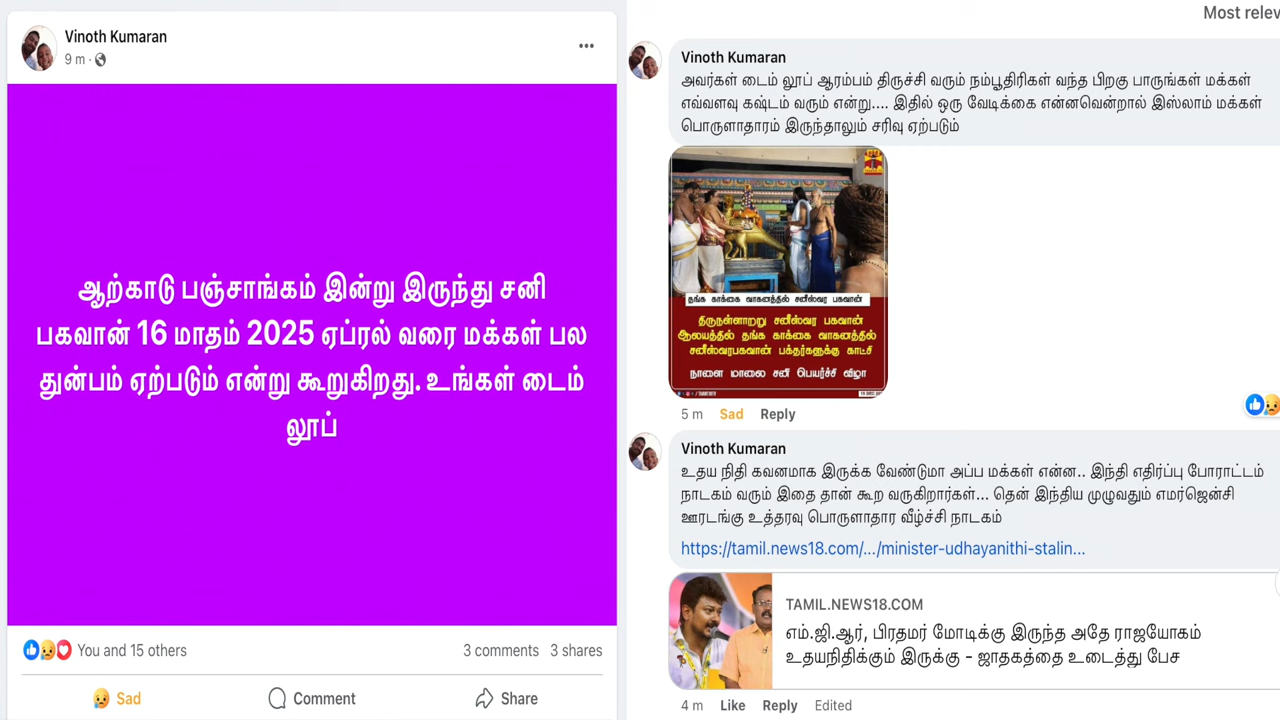 Vinoth Kumaran
9 m
ஆற்காடு பஞ்சாங்கம் இன்று இருந்து சனி
பகவான் 16 மாதம் 2025 ஏப்ரல் வரை மக்கள் பல
துன்பம் ஏற்படும் என்று கூறுகிறது. உங்கள் டைம்
லூப்
You and 15 others
3 comments 3 shares
Sad Comment Share
Most relev
Vinoth Kumaran
அவர்கள் டைம் லூப் ஆரம்பம் திருச்சி வரும் நம்பூதிரிகள் வந்த பிறகு பாருங்கள் மக்கள்
எவ்வளவு கஷ்டம் வரும் என்று.... இதில் ஒரு வேடிக்கை என்னவென்றால் இஸ்லாம் மக்கள்
பொருளாதாரம் இருந்தாலும் சரிவு ஏற்படும்
தங்க காக்கை வாகனத்தில் சனீஸ்வர பகவான்
திருநள்ளாறு சனீஸ்வர பகவான்
ஆலயத்தில் தங்க காக்கை வாகனத்தில்
சனீஸ்வரபகவான் பக்தர்களுக்கு காட்சி
நாளை மாலை சனி பெயர்ச்சி விழா
5 m Sad Reply
Vinoth Kumaran
உதய நிதி கவனமாக இருக்க வேண்டுமா அப்ப மக்கள் என்ன.. இந்தி எதிர்ப்பு போராட்டம்
நாடகம் வரும் இதை தான் கூற வருகிறார்கள்... தென் இந்திய முழுவதும் எமர்ஜென்சி
ஊரடங்கு உத்தரவு பொருளாதார வீழ்ச்சி நாடகம்
https://tamil.news18.com/.../minister-udhayanithi-stalin...
TAMIL.NEWS18.COM
எம்.ஜி.ஆர், பிரதமர் மோடிக்கு இருந்த அதே ராஜயோகம்
உதயநிதிக்கும் இருக்கு - ஜாதகத்தை உடைத்து பேச
4 m Like Reply Edited